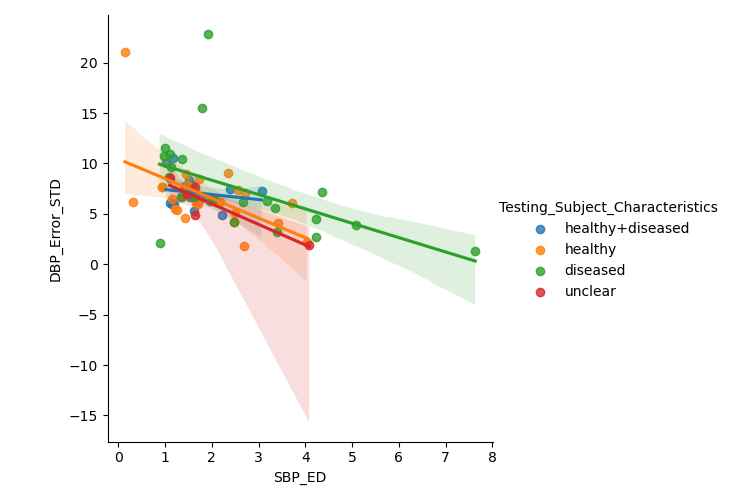 20
15
10
5
0
−5
−10
−15
DBP_Error_STD
0 1 2 3 4 5 6 7 8
SBP_ED
Testing_Subject_Characteristics
healthy+diseased
healthy
diseased
unclear